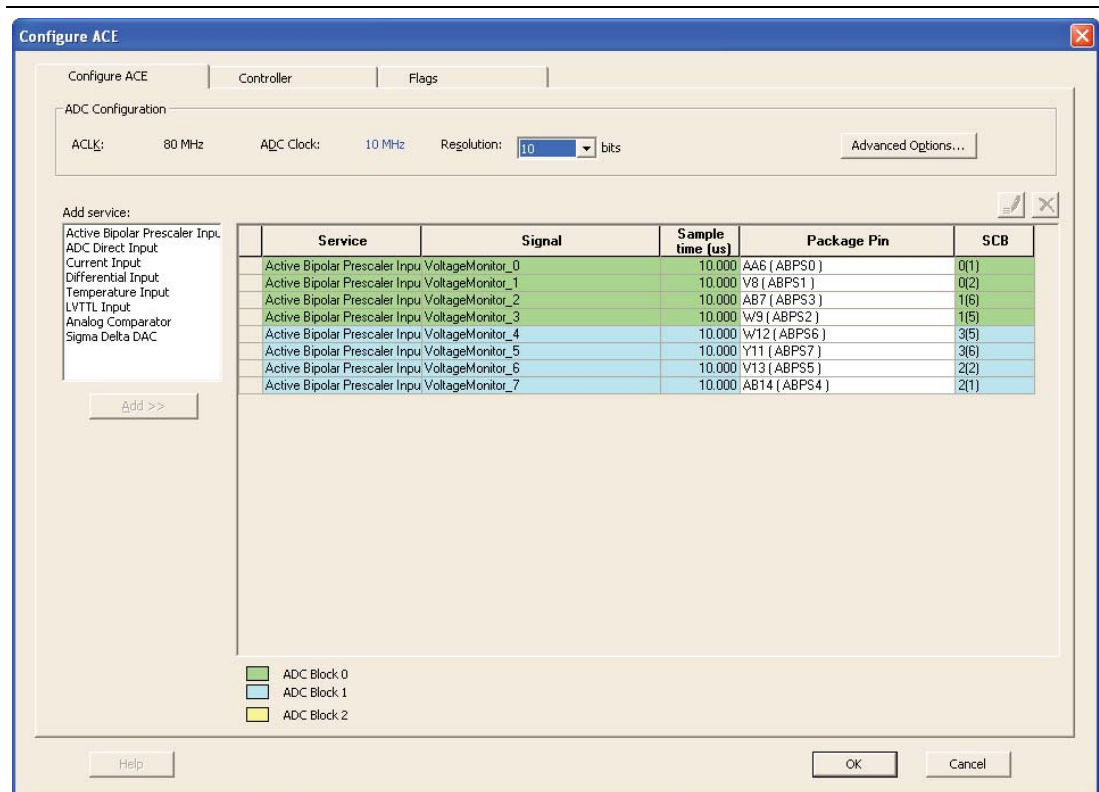 Configure ACE
Configure ACE Controller Flags
ADC Configuration
ACLK: 80 MHz ADC Clock: 10 MHz Resolution: 10 bits Advanced Options...
Add service:
Active Bipolar Prescaler Inpu
ADC Direct Input
Current Input
Differential Input
Temperature Input
LVTTL Input
Analog Comparator
Sigma Delta DAC
Add >>
Service Signal Sample time (us) Package Pin SCB
Active Bipolar Prescaler Inpu VoltageMonitor_0 10.000 AA6 ( ABPS0 ) 0(1)
Active Bipolar Prescaler Inpu VoltageMonitor_1 10.000 V8 ( ABPS1 ) 0(2)
Active Bipolar Prescaler Inpu VoltageMonitor_2 10.000 AB7 ( ABPS3 ) 1(6)
Active Bipolar Prescaler Inpu VoltageMonitor_3 10.000 W9 ( ABPS2 ) 1(5)
Active Bipolar Prescaler Inpu VoltageMonitor_4 10.000 W12 ( ABPS6 ) 3(5)
Active Bipolar Prescaler Inpu VoltageMonitor_5 10.000 Y11 ( ABPS7 ) 3(6)
Active Bipolar Prescaler Inpu VoltageMonitor_6 10.000 V13 ( ABPS5 ) 2(2)
Active Bipolar Prescaler Inpu VoltageMonitor_7 10.000 AB14 ( ABPS4 ) 2(1)
ADC Block 0
ADC Block 1
ADC Block 2
Help OK Cancel